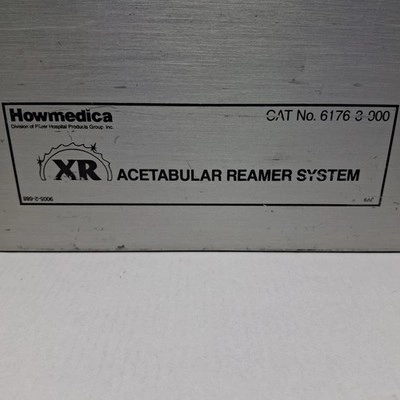 Howmedica
Division of Pfizer Hospital Products Group, Inc.
CAT No. 6176-3-000
XR ACETABULAR REAMER SYSTEM